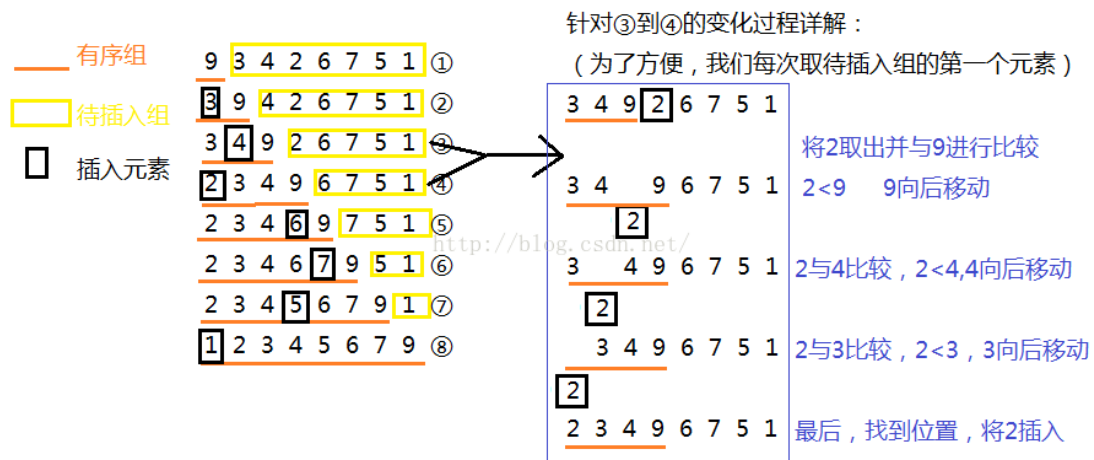 有序组
待插入组
插入元素
9 3 4 2 6 7 5 1 ①
3 9 4 2 6 7 5 1 ②
3 4 9 2 6 7 5 1 ③
2 3 4 9 6 7 5 1 ④
2 3 4 6 9 7 5 1 ⑤
2 3 4 6 7 9 5 1 ⑥
2 3 4 5 6 7 9 1 ⑦
1 2 3 4 5 6 7 9 ⑧
针对③到④的变化过程详解：
（为了方便，我们每次取待插入组的第一个元素）
3 4 9 2 6 7 5 1
将2取出并与9进行比较
3 4 9 6 7 5 1
2<9 9向后移动
2
3 4 9 6 7 5 1
2与4比较，2<4,4向后移动
2
3 4 9 6 7 5 1
2与3比较，2<3，3向后移动
2
2 3 4 9 6 7 5 1
最后，找到位置，将2插入
http://blog.csdn.net/